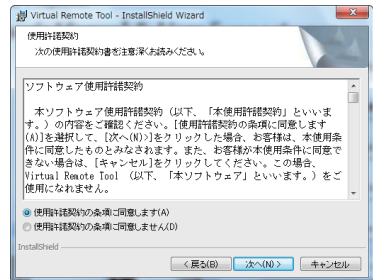 Virtual Remote Tool - InstallShield Wizard
使用許諾契約
次の使用許諾契約書を注意深くお読みください。
ソフトウェア使用許諾契約
本ソフトウェア使用許諾契約（以下、「本使用許諾契約」といいま
す。）の内容をご確認ください。[使用許諾契約の条項に同意します
(A)]を選択して、[次へ(N)>]をクリックした場合、お客様は、本使用条
件に同意したものとみなされます。また、お客様が本使用条件に同意で
きない場合は、[キャンセル]をクリックしてください。この場合、
Virtual Remote Tool （以下、「本ソフトウェア」といいます。）をご
使用になれません。
使用許諾契約の条項に同意します(A)
使用許諾契約の条項に同意しません(D)
InstallShield
< 戻る(B)
次へ(N) >
キャンセル